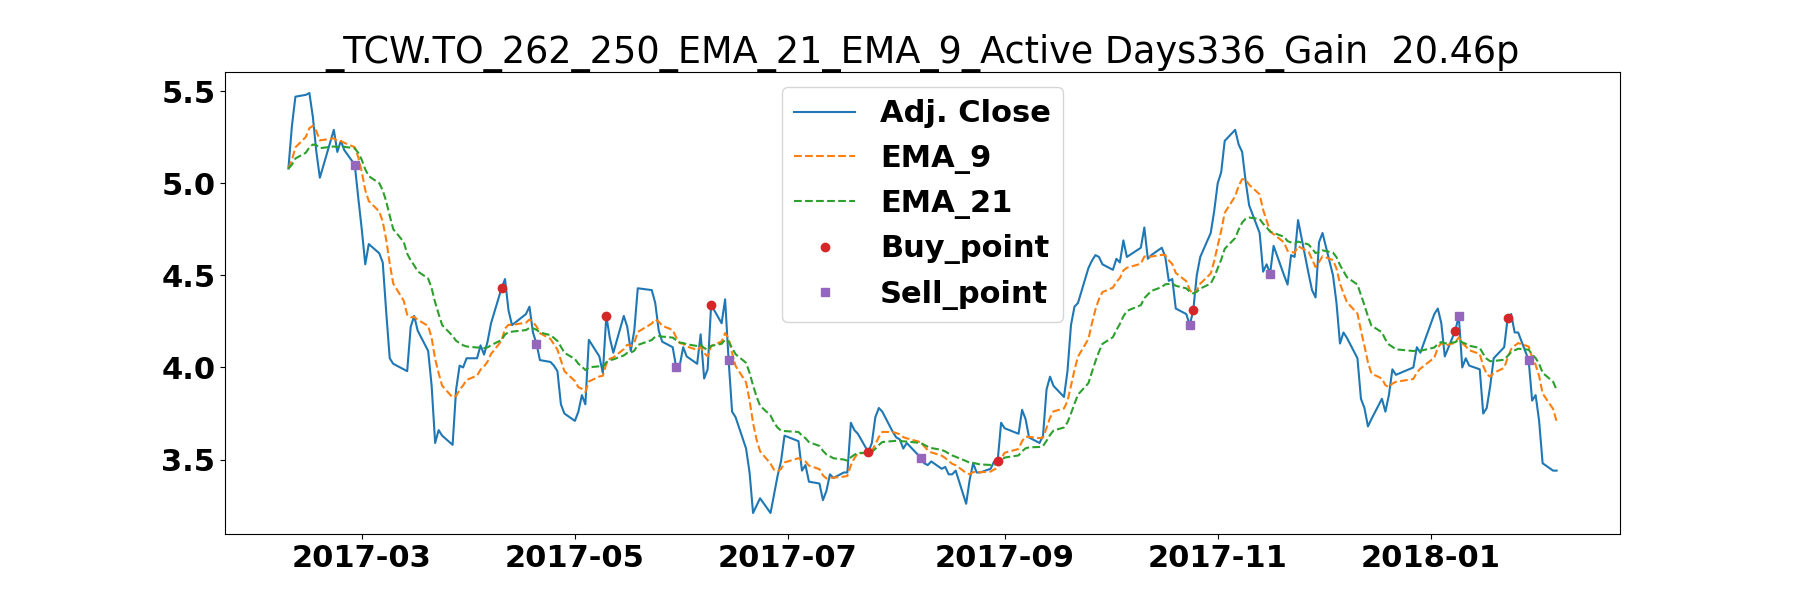 _TCW.TO_262_250_EMA_21_EMA_9_Active Days336_Gain  20.46p
5.5
5.0
4.5
4.0
3.5
Adj. Close
EMA_9
EMA_21
Buy_point
Sell_point
2017-03 2017-05 2017-07 2017-09 2017-11 2018-01